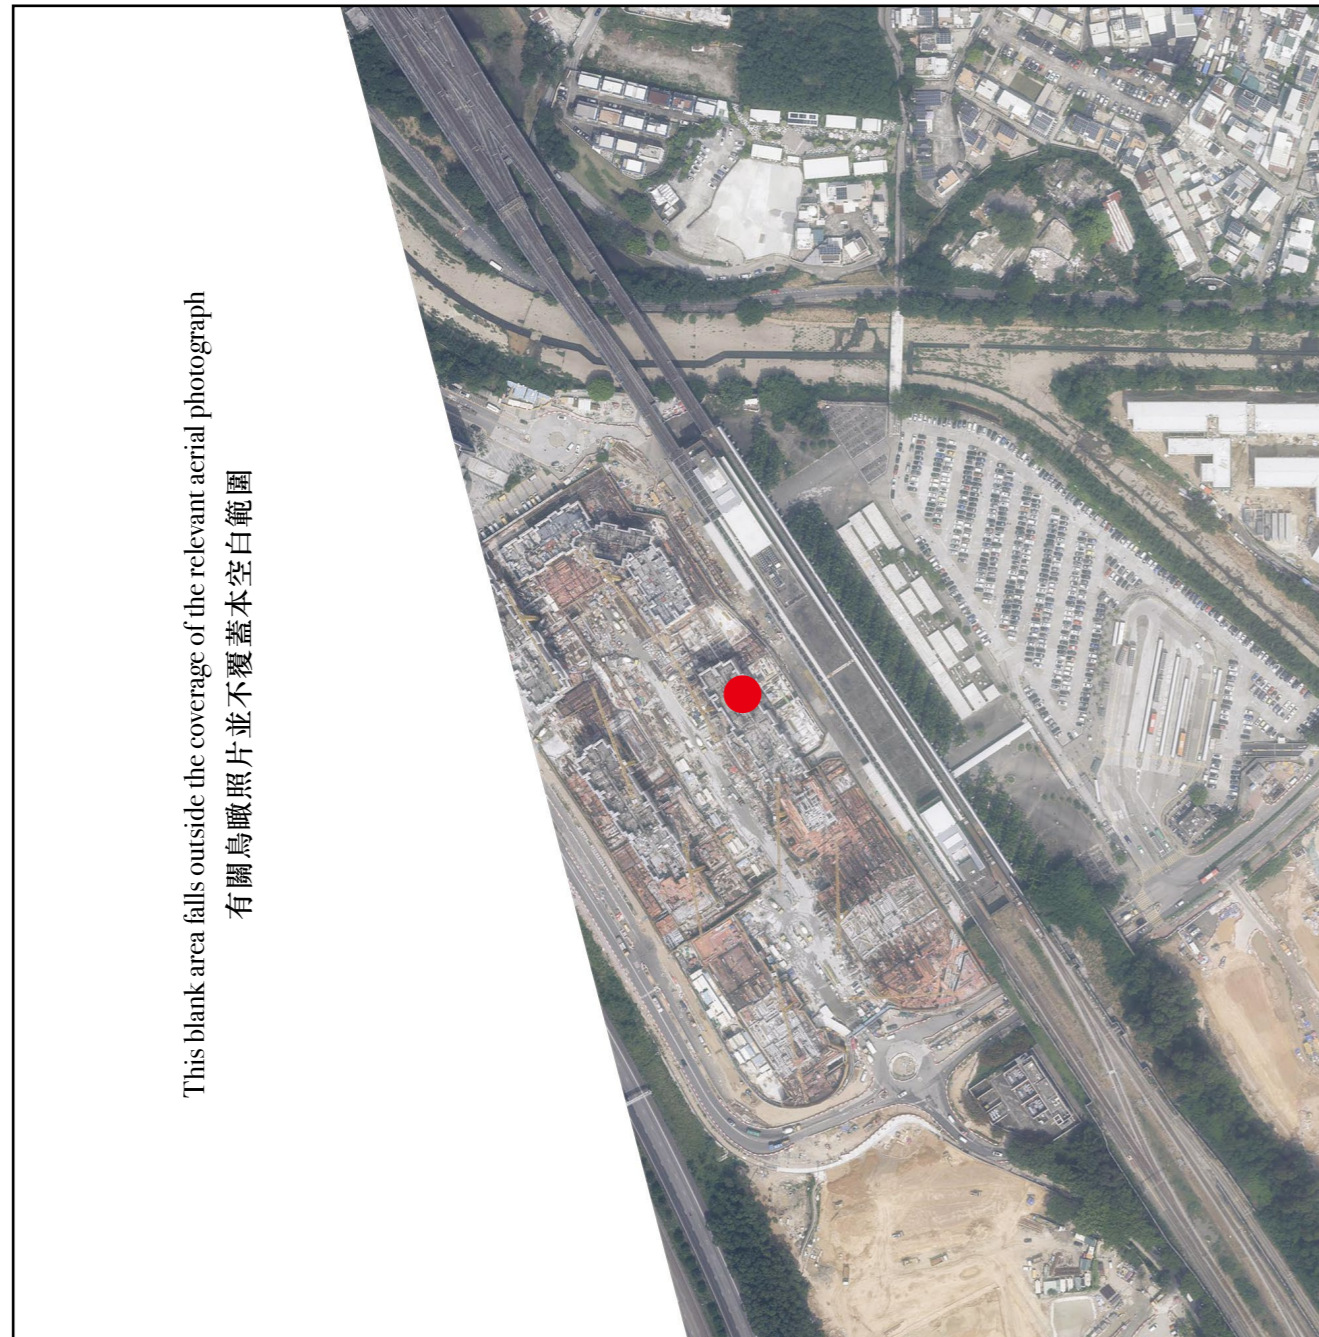 This blank area falls outside the coverage of the relevant aerial photograph
有關鳥瞰照片並不覆蓋本空白範圍